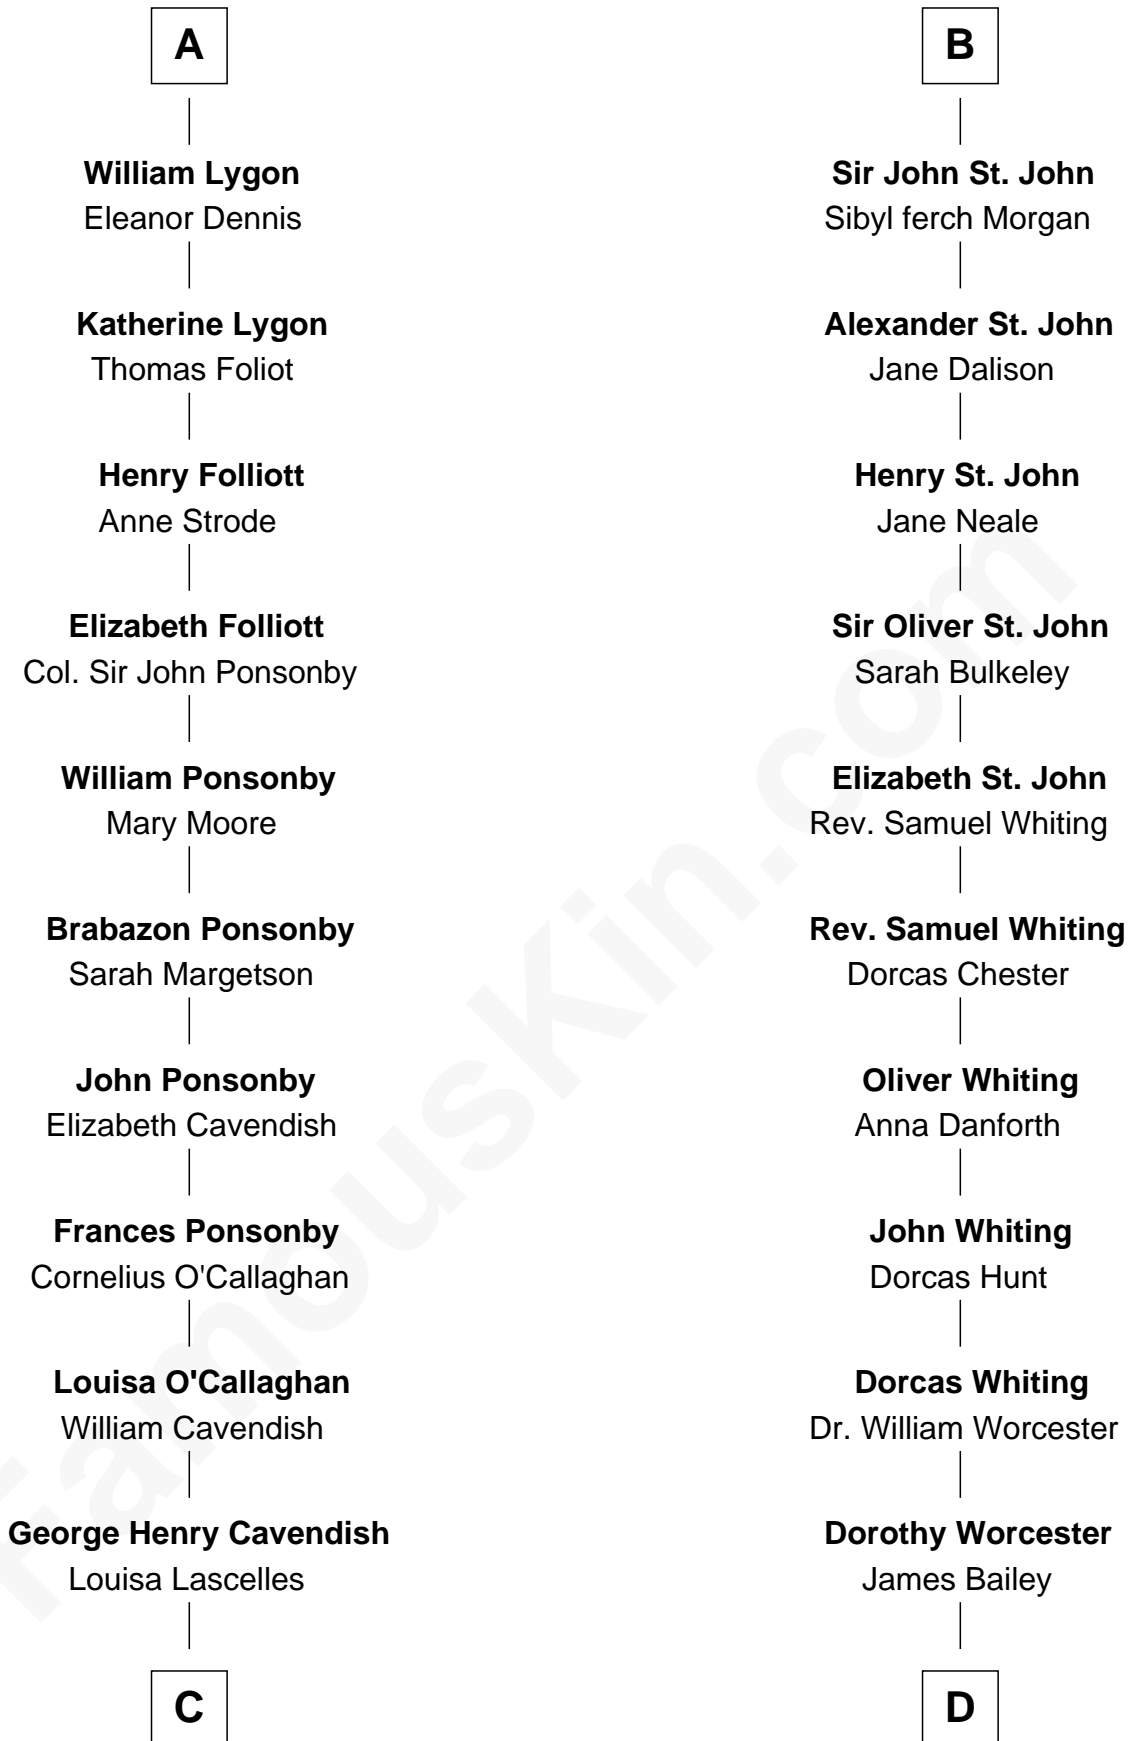 A
William Lygon
Eleanor Dennis
Katherine Lygon
Thomas Foliot
Henry Folliott
Anne Strode
Elizabeth Folliott
Col. Sir John Ponsonby
William Ponsonby
Mary Moore
Brabazon Ponsonby
Sarah Margetson
John Ponsonby
Elizabeth Cavendish
Frances Ponsonby
Cornelius O'Callaghan
Louisa O'Callaghan
William Cavendish
George Henry Cavendish
Louisa Lascelles
C
B
Sir John St. John
Sibyl ferch Morgan
Alexander St. John
Jane Dalison
Henry St. John
Jane Neale
Sir Oliver St. John
Sarah Bulkeley
Elizabeth St. John
Rev. Samuel Whiting
Rev. Samuel Whiting
Dorcas Chester
Oliver Whiting
Anna Danforth
John Whiting
Dorcas Hunt
Dorcas Whiting
Dr. William Worcester
Dorothy Worcester
James Bailey
D
FamousKin.com